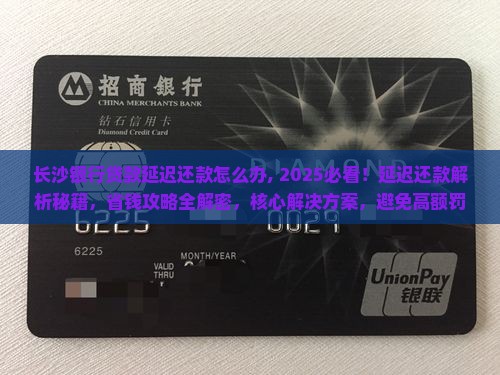 招商銀行
CHINA MERCHANTS BANK
钻石信用卡
Diamond Credit Card
长沙银行 延迟还款怎么办, 2025必看！延迟还款解
析秘籍，省钱攻略全解密，核心解决方案，避免高额罚
6225 0029
6225
MONTH/YEAR
VALID
THRU
UnionPay
银联